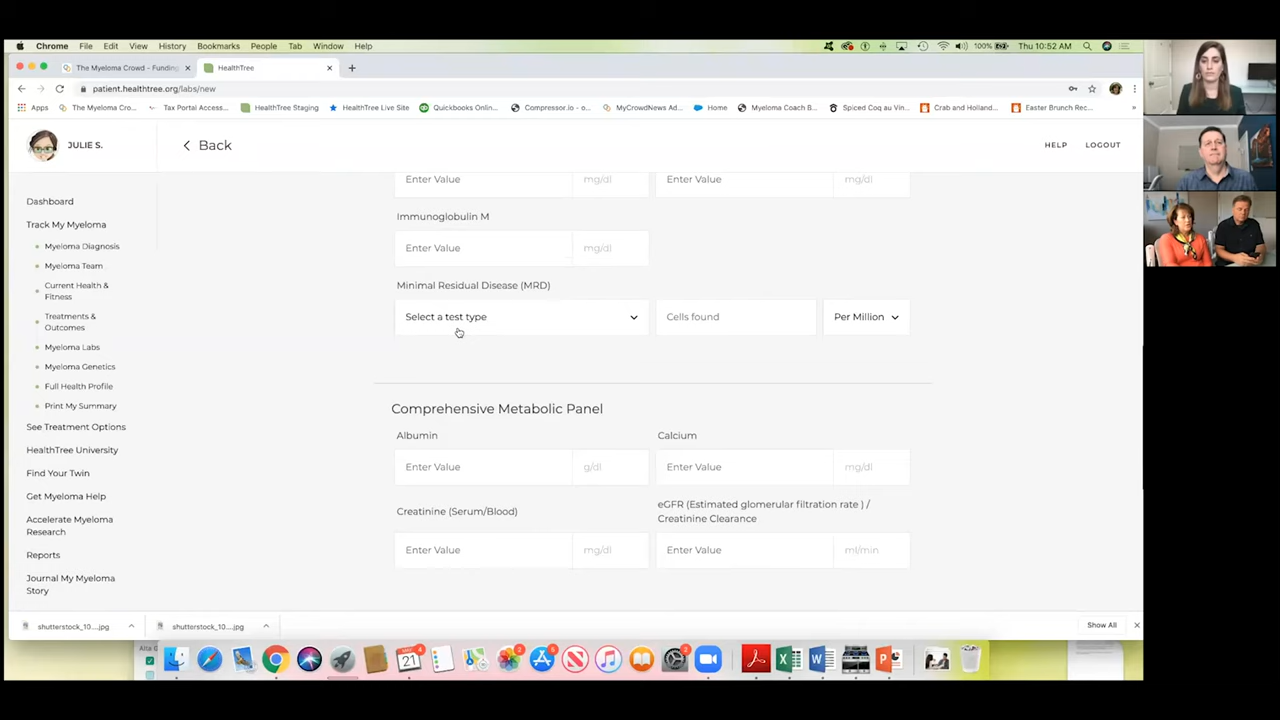 Chrome File Edit View History Bookmarks People Tab Window Help
100% Thu 10:52 AM
The Myeloma Crowd - Funding
HealthTree
patient.healthtree.org/labs/new
Apps The Myeloma Cro... Tax Portal Access... HealthTree Staging HealthTree Live Site Quickbooks Onlin... Compressor.io - o... MyCrowdNews Ad... Home Myeloma Coach B... Spiced Coq au Vin... Crab and Holland... Easter Brunch Rec... »
JULIE S.
Back
HELP LOGOUT
Dashboard
Track My Myeloma
Myeloma Diagnosis
Myeloma Team
Current Health &
Fitness
Treatments &
Outcomes
Myeloma Labs
Myeloma Genetics
Full Health Profile
Print My Summary
See Treatment Options
HealthTree University
Find Your Twin
Get Myeloma Help
Accelerate Myeloma
Research
Reports
Journal My Myeloma
Story
Enter Value mg/dl Enter Value mg/dl
Immunoglobulin M
Enter Value mg/dl
Minimal Residual Disease (MRD)
Select a test type Cells found Per Million
Comprehensive Metabolic Panel
Albumin Calcium
Enter Value g/dl Enter Value mg/dl
Creatinine (Serum/Blood) eGFR (Estimated glomerular filtration rate ) /
Creatinine Clearance
Enter Value mg/dl Enter Value ml/min
shutterstock_10....jpg shutterstock_10....jpg Show All
Alta G
21 4 2 5 2